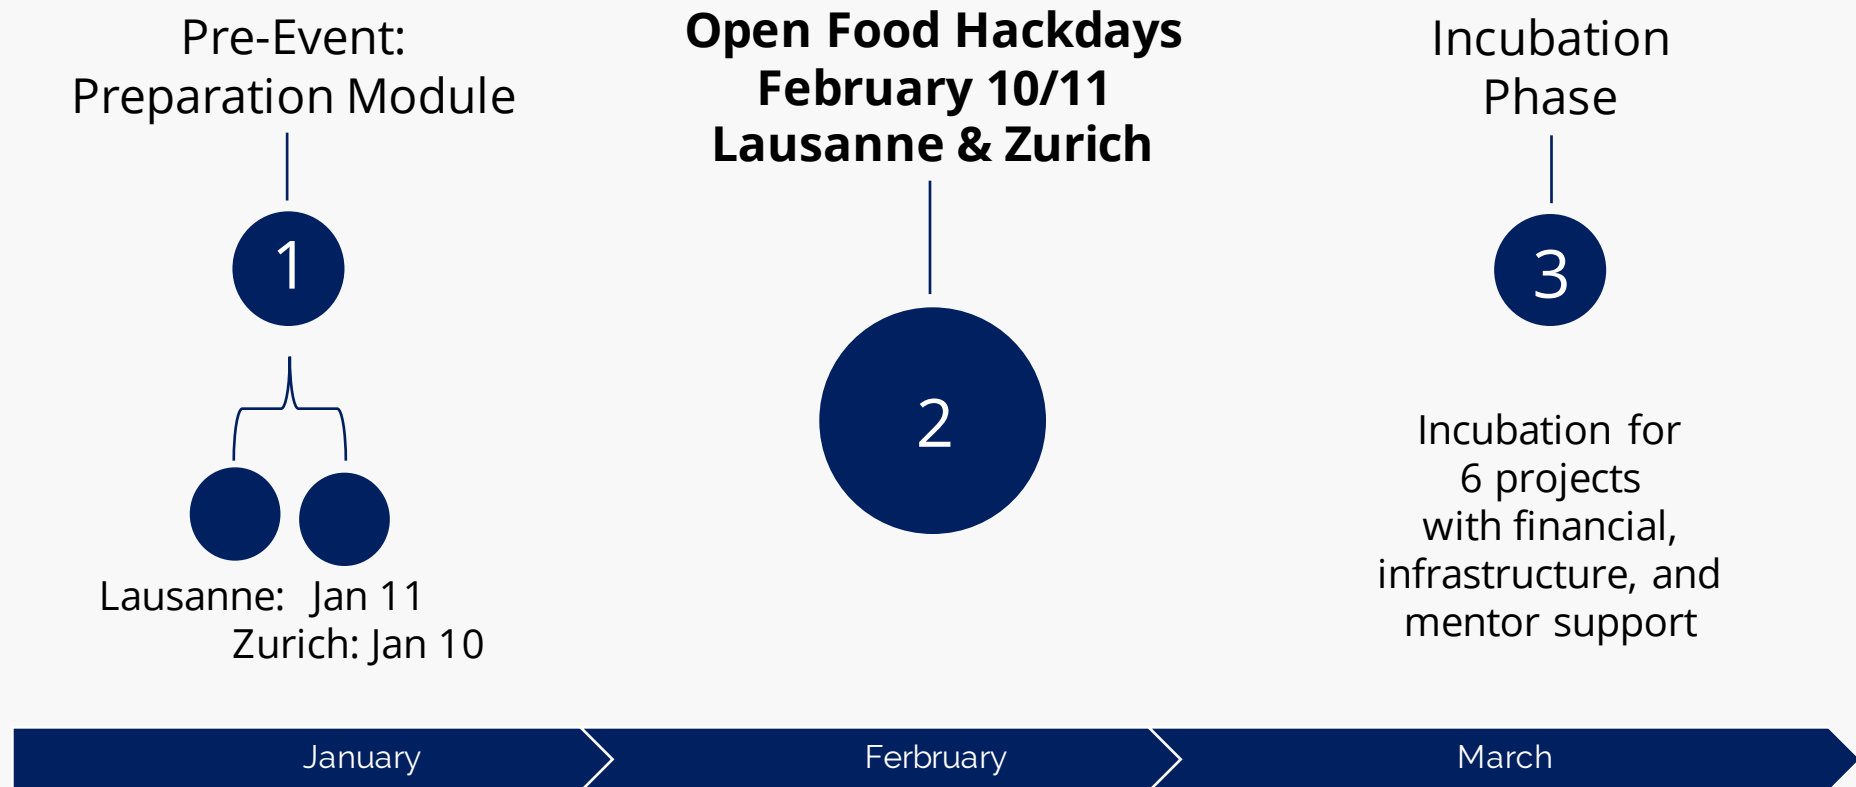 Pre-Event:
Preparation Module
1
Lausanne: Jan 11
Zurich: Jan 10
Open Food Hackdays
February 10/11
Lausanne & Zurich
2
Incubation
Phase
3
Incubation for
6 projects
with financial,
infrastructure, and
mentor support
January
Ferbruary
March